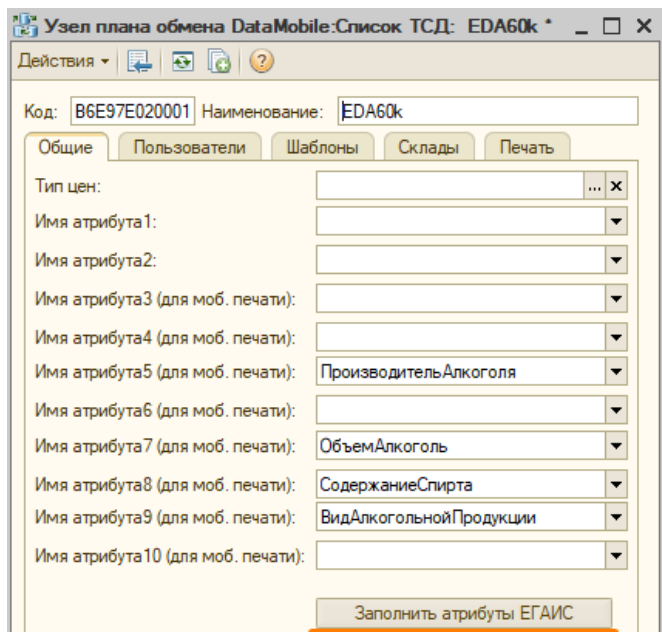 Узел плана обмена DataMobile:Список ТСД: EDA60k *
Действия
Код: B6E97E020001 Наименование: EDA60k
Общие Пользователи Шаблоны Склады Печать
Тип цен:
Имя атрибута1:
Имя атрибута2:
Имя атрибута3 (для моб. печати):
Имя атрибута4 (для моб. печати):
Имя атрибута5 (для моб. печати): ПроизводительАлкоголя
Имя атрибута6 (для моб. печати):
Имя атрибута7 (для моб. печати): ОбъемАлкоголь
Имя атрибута8 (для моб. печати): СодержаниеСпирта
Имя атрибута9 (для моб. печати): ВидАлкогольнойПродукции
Имя атрибута10 (для моб. печати):
Заполнить атрибуты ЕГАИС